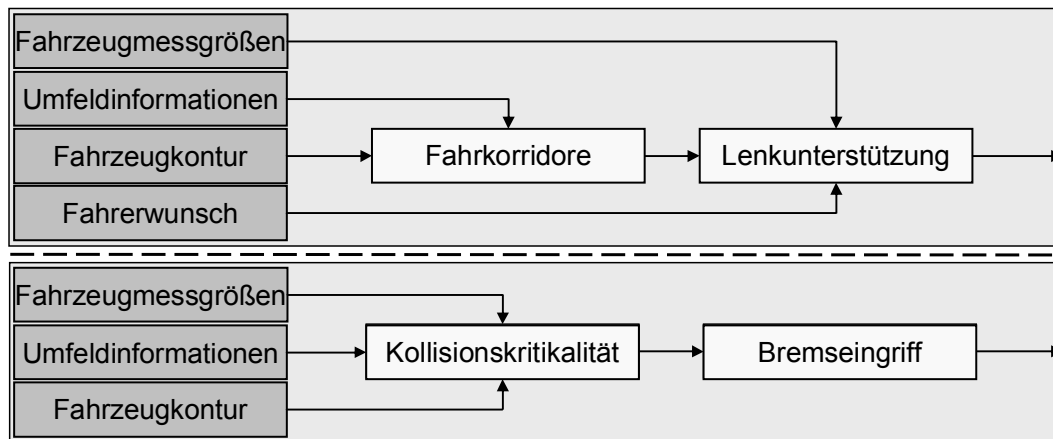 Fahrzeugmessgrößen
Umfeldinformationen
Fahrzeugkontur
Fahrkorridore
Lenkunterstützung
Fahrerwunsch
Fahrzeugmessgrößen
Umfeldinformationen
Kollisionskritikalität
Bremseingriff
Fahrzeugkontur